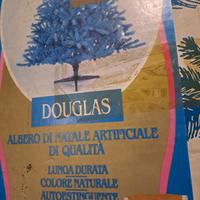 DOUGLAS
ALBERO DI NATALE ARTIFICIALE
DI QUALITÀ
LUNGA DURATA
COLORE NATURALE
AUTOESTINGUENTE